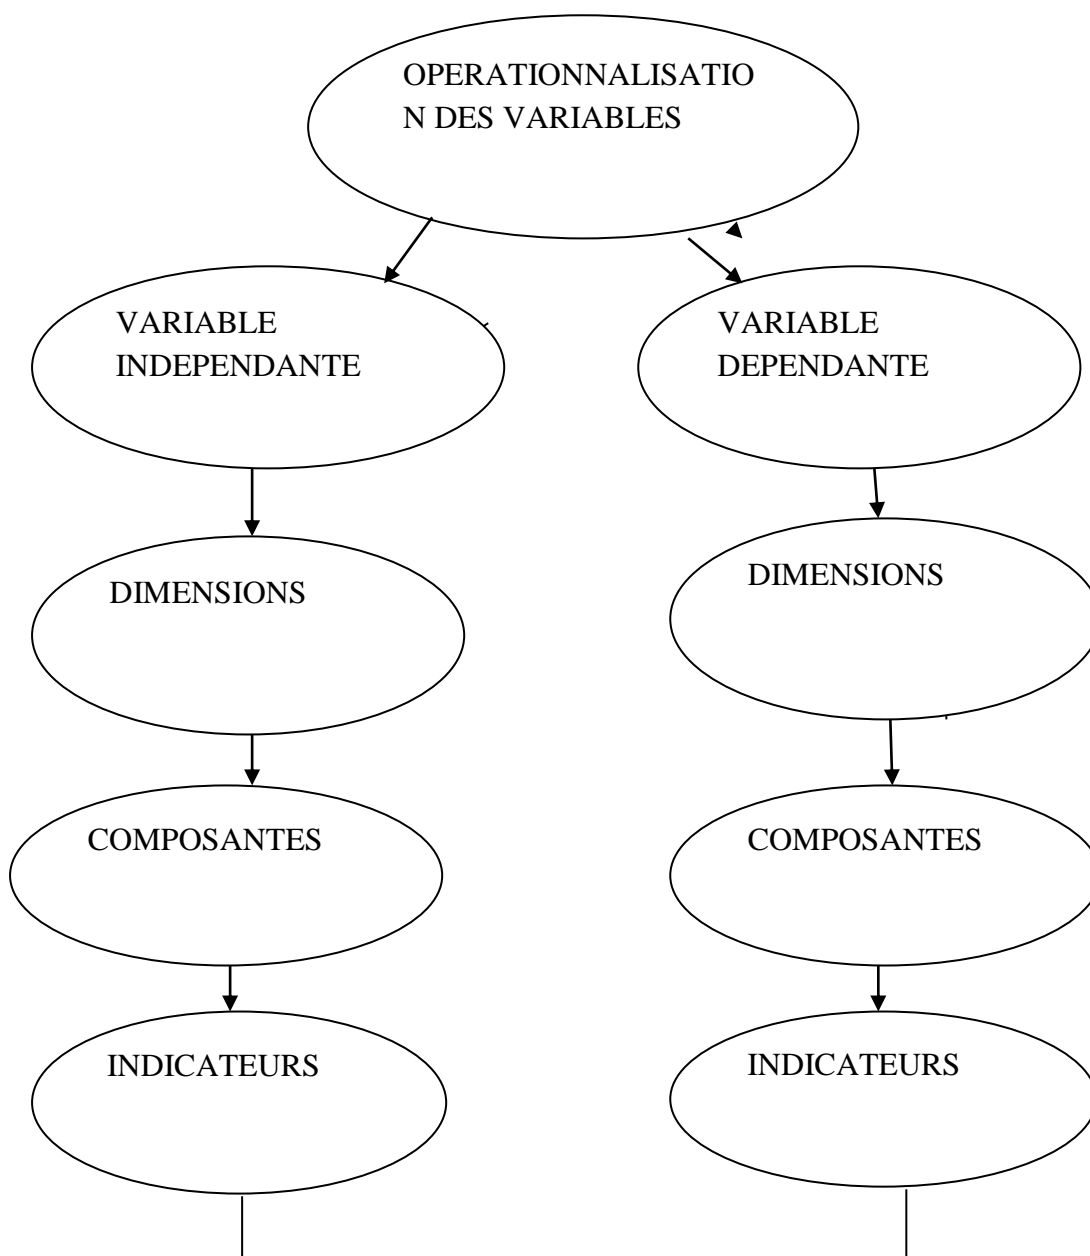 OPERATIONNALISATIO
N DES VARIABLES
VARIABLE
INDEPENDANTE
VARIABLE
DEPENDANTE
DIMENSIONS
DIMENSIONS
COMPOSANTES
COMPOSANTES
INDICATEURS
INDICATEURS